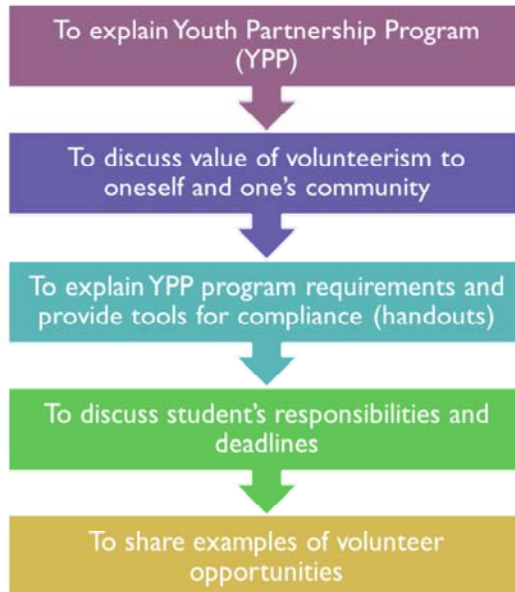 To explain Youth Partnership Program
(YPP)
To discuss value of volunteerism to
oneself and one's community
To explain YPP program requirements and
provide tools for compliance (handouts)
To discuss student's responsibilities and
deadlines
To share examples of volunteer
opportunities